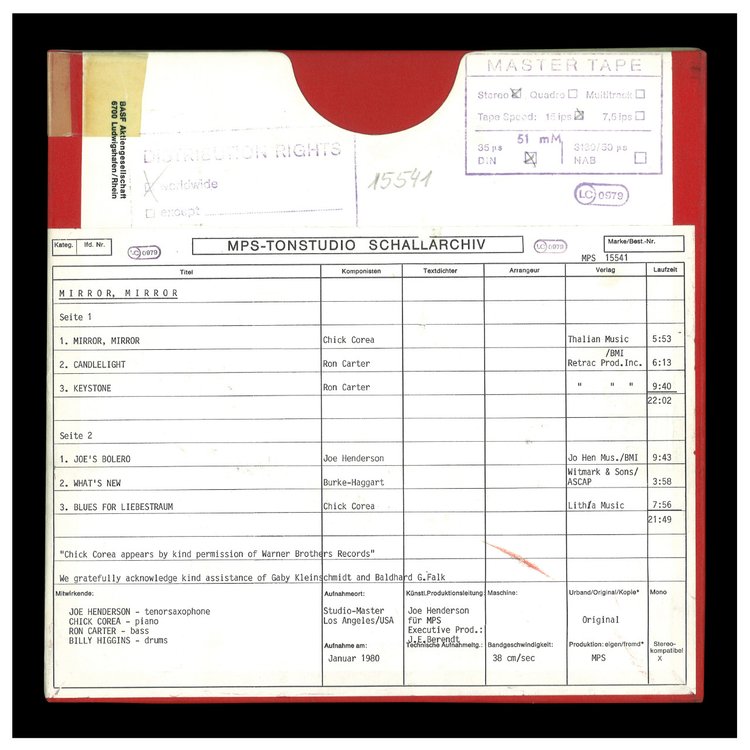 BASF Aktiengesellschaft
6700 Ludwigshafen/Rhein
DISTRIBUTION RIGHTS
worldwide
except
15541
MASTER TAPE
Stereo Quadro Multitrack
Tape Speed: 15 ips 7,5 ips
51 mM
35 µs
DIN NAB
LC 0979
Kateg. lfd. Nr.
LC 0979
MPS-TONSTUDIO SCHALLARCHIV
LC 0979
Marke/Best.-Nr.
MPS 15541
Titel Komponisten Textdichter Arrangeur Verlag Laufzeit
MIRROR, MIRROR
Seite 1
1. MIRROR, MIRROR Chick Corea Thalian Music 5:53
/BMI
2. CANDLELIGHT Ron Carter Retrac Prod.Inc. 6:13
3. KEYSTONE Ron Carter " " " 9:40
22:02
Seite 2
1. JOE'S BOLERO Joe Henderson Jo Hen Mus./BMI 9:43
Witmark & Sons/
2. WHAT'S NEW Burke-Haggart ASCAP 3:58
3. BLUES FOR LIEBESTRAUM Chick Corea Lithia Music 7:56
21:49
"Chick Corea appears by kind permission of Warner Brothers Records"
We gratefully acknowledge kind assistance of Gaby Kleinschmidt and Baldhard G.Falk
Mitwirkende:
JOE HENDERSON - tenorsaxophone
CHICK COREA - piano
RON CARTER - bass
BILLY HIGGINS - drums
Aufnahmeort:
Studio-Master
Los Angeles/USA
Aufnahme am:
Januar 1980
Künstl.Produktionsleitung:
Joe Henderson
für MPS
Executive Prod.:
J.E.Berendt
Technische Aufnahmeltg.:
Maschine:
Bandgeschwindigkeit:
38 cm/sec
Urband/Original/Kopie*
Original
Produktion: eigen/fremd*
MPS
Mono
Stereo-
kompatibel
X